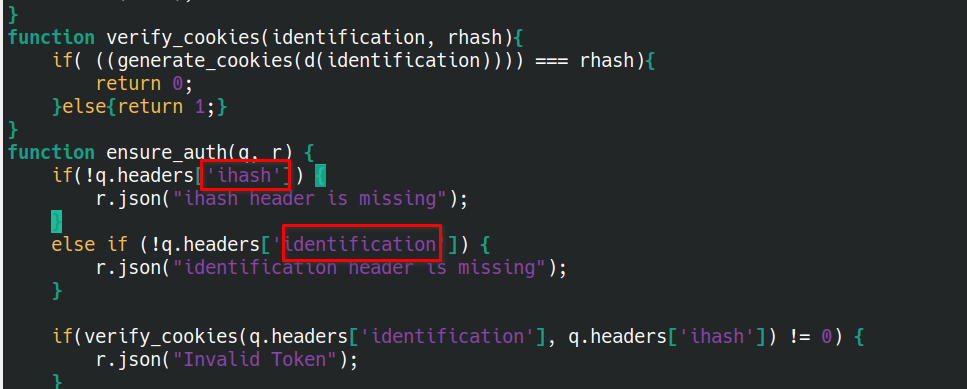 }
function verify_cookies(identification, rhash){
    if( ((generate_cookies(d(identification)))) === rhash){
        return 0;
    }else{return 1;}
}
function ensure_auth(q, r) {
    if(!q.headers['ihash']) {
        r.json("ihash header is missing");
    }
    else if (!q.headers['identification']) {
        r.json("identification header is missing");
    }
    if(verify_cookies(q.headers['identification'], q.headers['ihash']) != 0) {
        r.json("Invalid Token");
    }